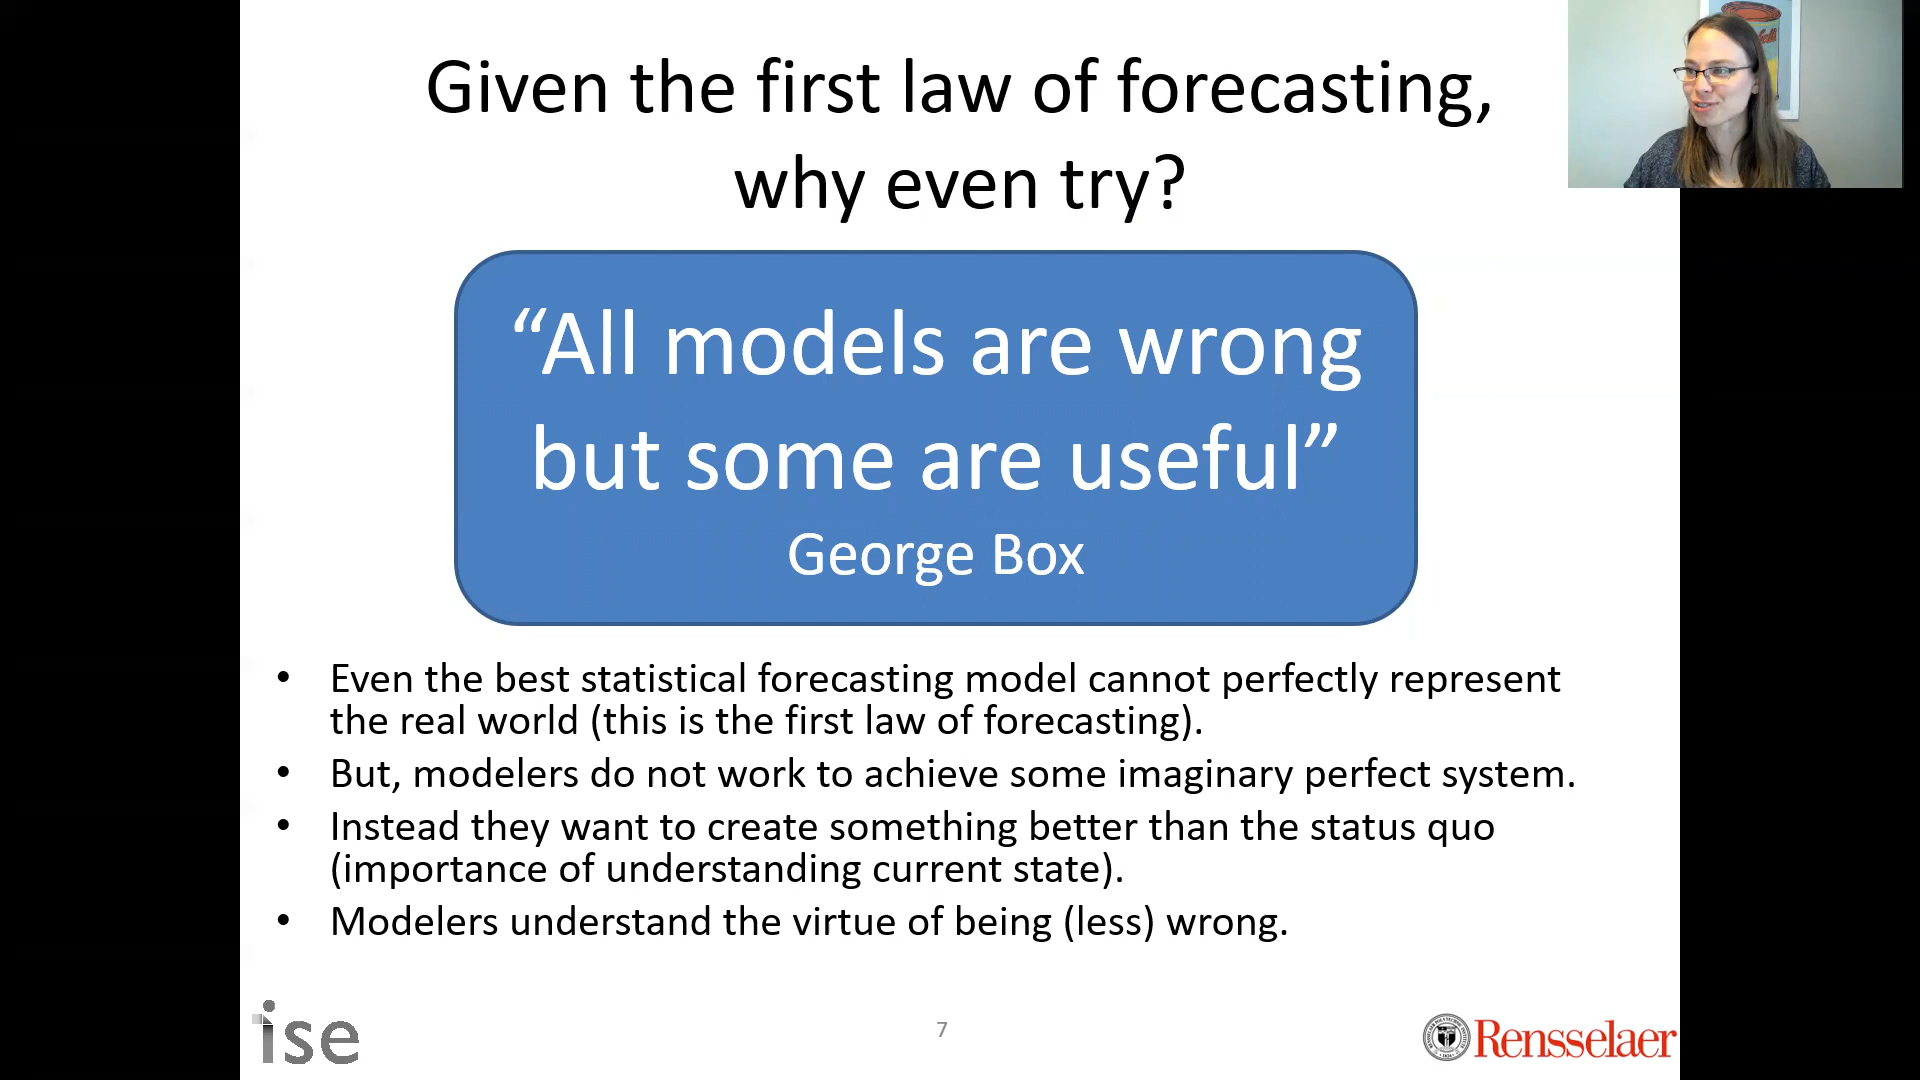 Given the first law of forecasting,
why even try?
“All models are wrong
but some are useful”
George Box
• Even the best statistical forecasting model cannot perfectly represent
the real world (this is the first law of forecasting).
• But, modelers do not work to achieve some imaginary perfect system.
• Instead they want to create something better than the status quo
(importance of understanding current state).
• Modelers understand the virtue of being (less) wrong.
ise
7
Rensselaer